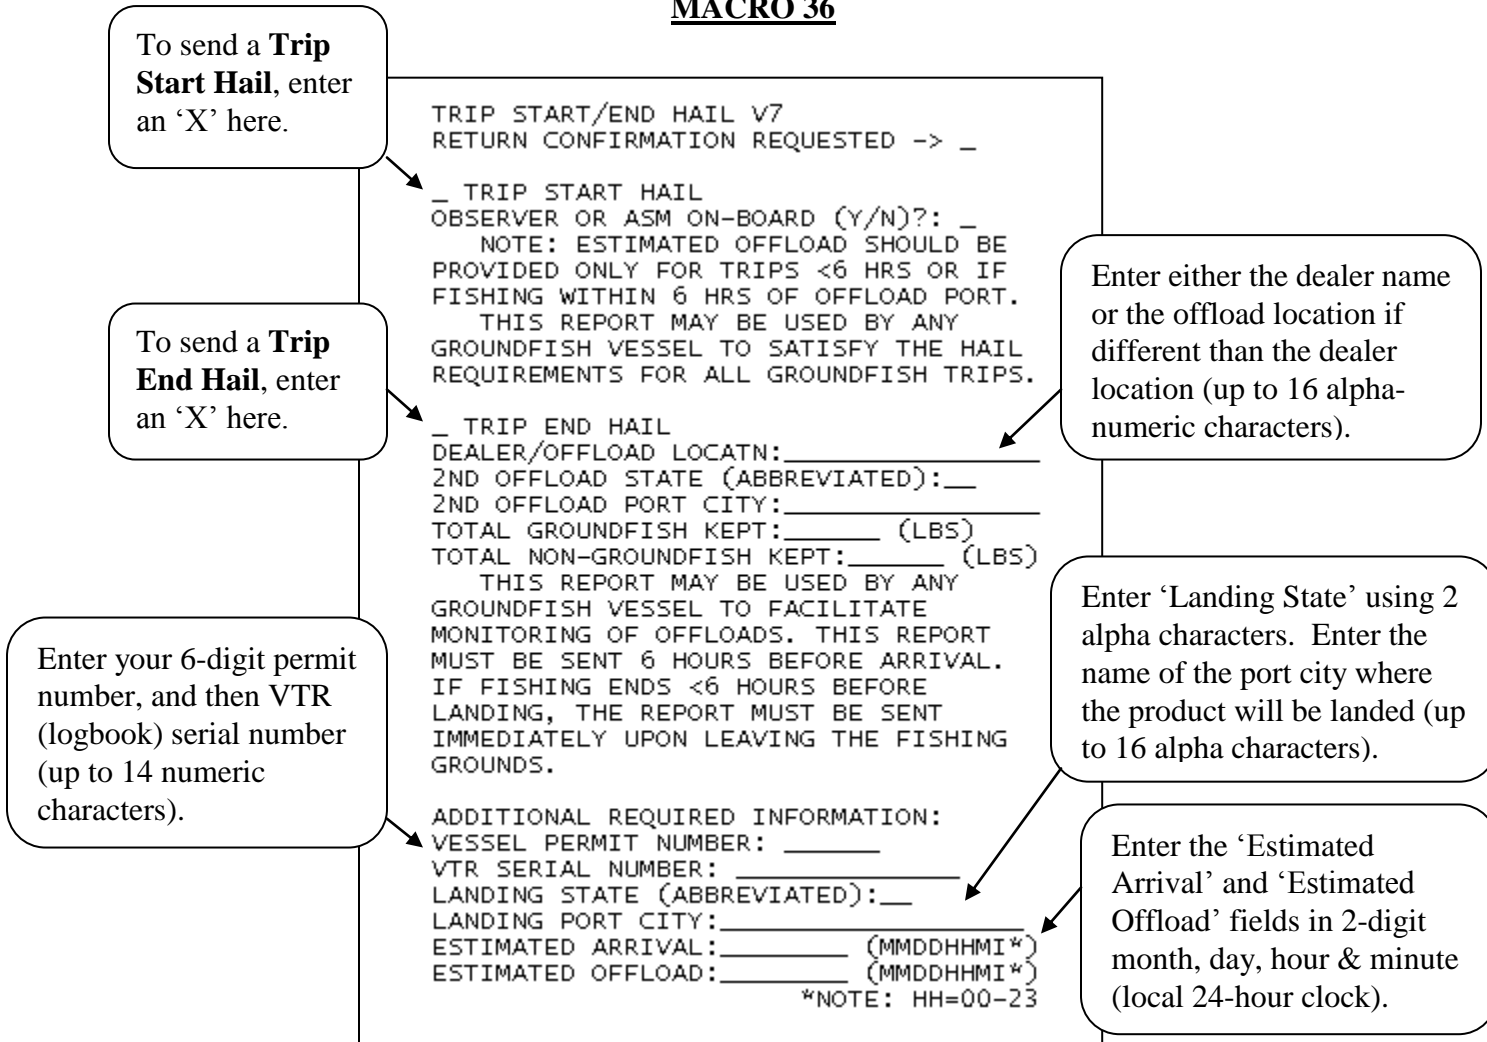 MACRO 36
To send a Trip
Start Hail, enter
an ‘X’ here.
TRIP START/END HAIL V7
RETURN CONFIRMATION REQUESTED -> _
_ TRIP START HAIL
OBSERVER OR ASM ON-BOARD (Y/N)?: _
NOTE: ESTIMATED OFFLOAD SHOULD BE
PROVIDED ONLY FOR TRIPS <6 HRS OR IF
FISHING WITHIN 6 HRS OF OFFLOAD PORT.
THIS REPORT MAY BE USED BY ANY
GROUNDFISH VESSEL TO SATISFY THE HAIL
REQUIREMENTS FOR ALL GROUNDFISH TRIPS.
Enter either the dealer name
or the offload location if
different than the dealer
location (up to 16 alpha-
numeric characters).
To send a Trip
End Hail, enter
an ‘X’ here.
_ TRIP END HAIL
DEALER/OFFLOAD LOCATN:________________
2ND OFFLOAD STATE (ABBREVIATED):__
2ND OFFLOAD PORT CITY:________________
TOTAL GROUNDFISH KEPT:______ (LBS)
TOTAL NON-GROUNDFISH KEPT:______ (LBS)
THIS REPORT MAY BE USED BY ANY
GROUNDFISH VESSEL TO FACILITATE
MONITORING OF OFFLOADS. THIS REPORT
MUST BE SENT 6 HOURS BEFORE ARRIVAL.
IF FISHING ENDS <6 HOURS BEFORE
LANDING, THE REPORT MUST BE SENT
IMMEDIATELY UPON LEAVING THE FISHING
GROUNDS.
Enter your 6-digit permit
number, and then VTR
(logbook) serial number
(up to 14 numeric
characters).
Enter ‘Landing State’ using 2
alpha characters.  Enter the
name of the port city where
the product will be landed (up
to 16 alpha characters).
ADDITIONAL REQUIRED INFORMATION:
VESSEL PERMIT NUMBER: ______
VTR SERIAL NUMBER: ______________
LANDING STATE (ABBREVIATED):__
LANDING PORT CITY:___________________
ESTIMATED ARRIVAL:________ (MMDDHHMI*)
ESTIMATED OFFLOAD:________ (MMDDHHMI*)
*NOTE: HH=00-23
Enter the ‘Estimated
Arrival’ and ‘Estimated
Offload’ fields in 2-digit
month, day, hour & minute
(local 24-hour clock).